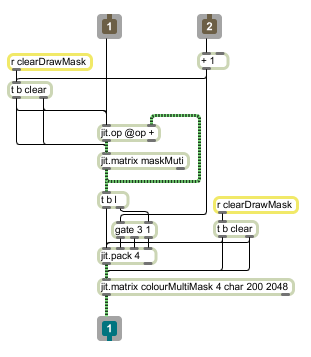 1
2
r clearDrawMask
+ 1
t b clear
jit.op @op +
jit.matrix maskMuti
t b l
r clearDrawMask
gate 3 1
t b clear
jit.pack 4
jit.matrix colourMultiMask 4 char 200 2048
1